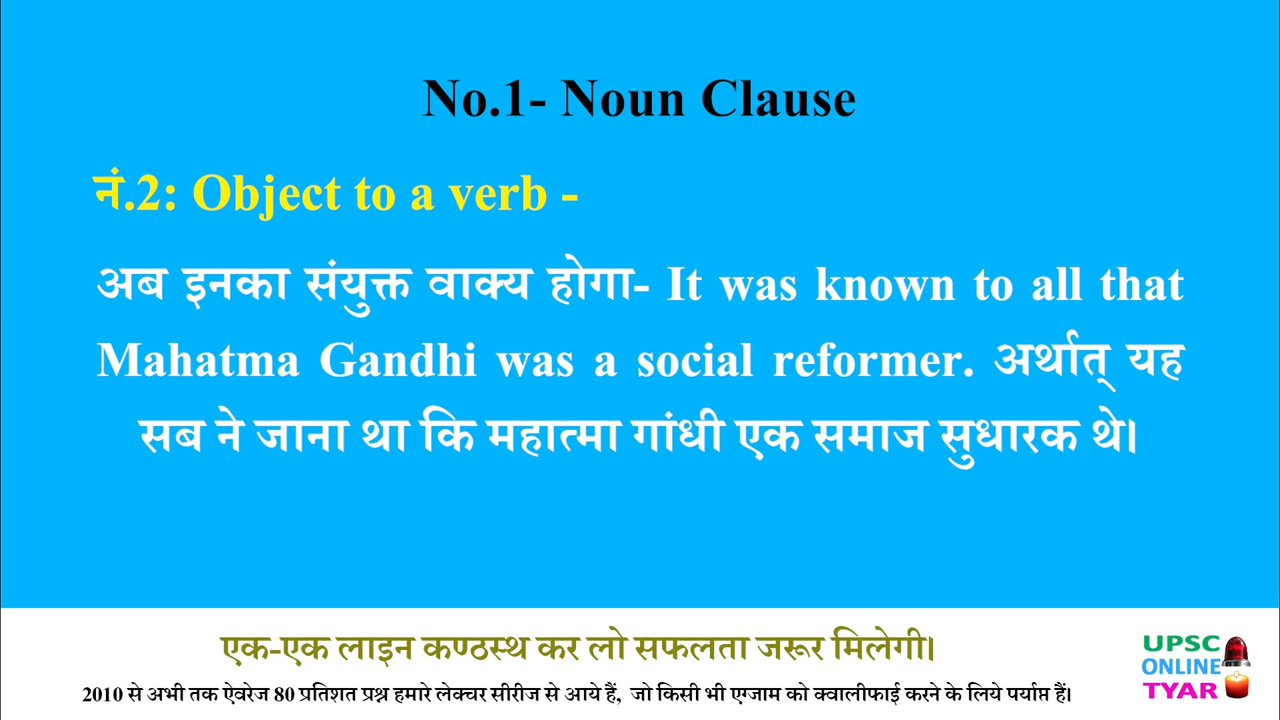 No.1- Noun Clause
नं.2: Object to a verb -
अब इनका संयुक्त वाक्य होगा- It was known to all that
Mahatma Gandhi was a social reformer. अर्थात् यह
सब ने जाना था कि महात्मा गांधी एक समाज सुधारक थे।
एक-एक लाइन कण्ठस्थ कर लो सफलता जरूर मिलेगी।
2010 से अभी तक ऐवरेज 80 प्रतिशत प्रश्न हमारे लेक्चर सीरीज से आये हैं, जो किसी भी एग्जाम को क्वालीफाई करने के लिये पर्याप्त हैं।
UPSC
ONLINE
TYAR